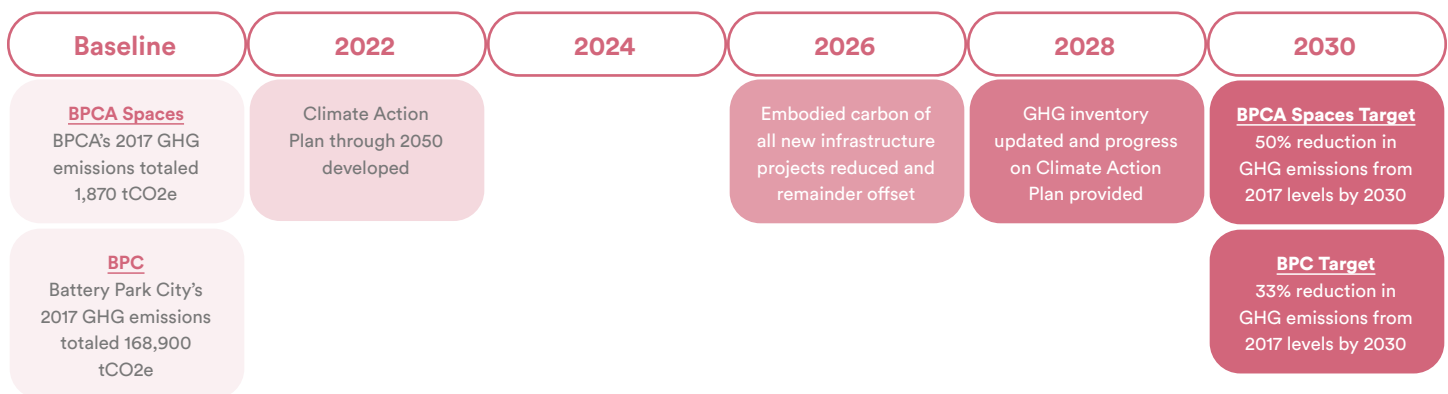 Baseline
2022
2024
2026
2028
2030
BPCA Spaces
BPCA’s 2017 GHG
emissions totaled
1,870 tCO2e
Climate Action
Plan through 2050
developed
Embodied carbon of
all new infrastructure
projects reduced and
remainder offset
GHG inventory
updated and progress
on Climate Action
Plan provided
BPCA Spaces Target
50% reduction in
GHG emissions from
2017 levels by 2030
BPC
Battery Park City’s
2017 GHG emissions
totaled 168,900
tCO2e
BPC Target
33% reduction in
GHG emissions from
2017 levels by 2030